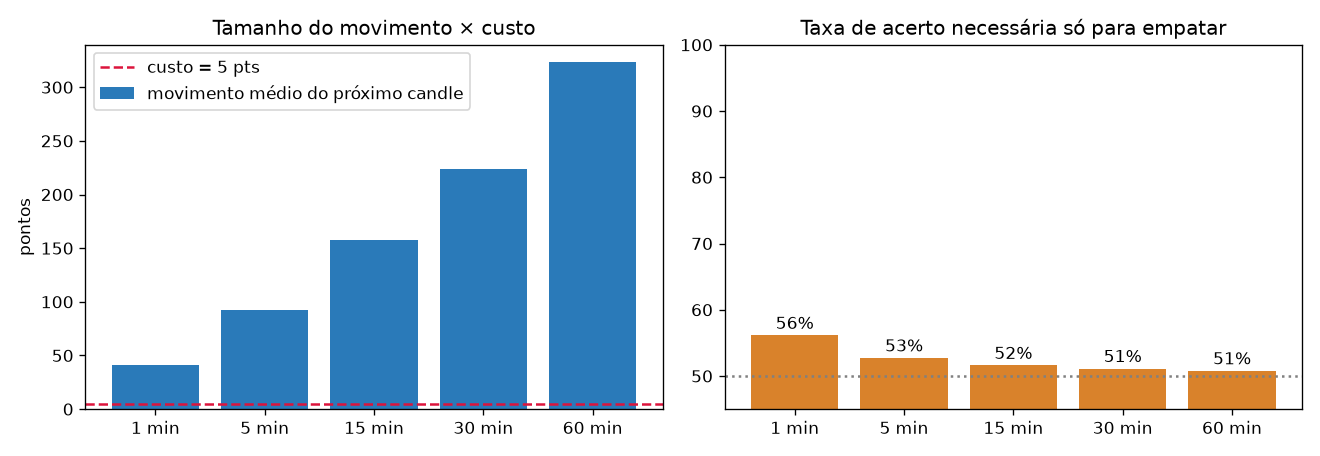 Tamanho do movimento × custo
custo = 5 pts
movimento médio do próximo candle
pontos
300
250
200
150
100
50
0
1 min
5 min
15 min
30 min
60 min
Taxa de acerto necessária só para empatar
100
90
80
70
60
50
56%
53%
52%
51%
51%
1 min
5 min
15 min
30 min
60 min